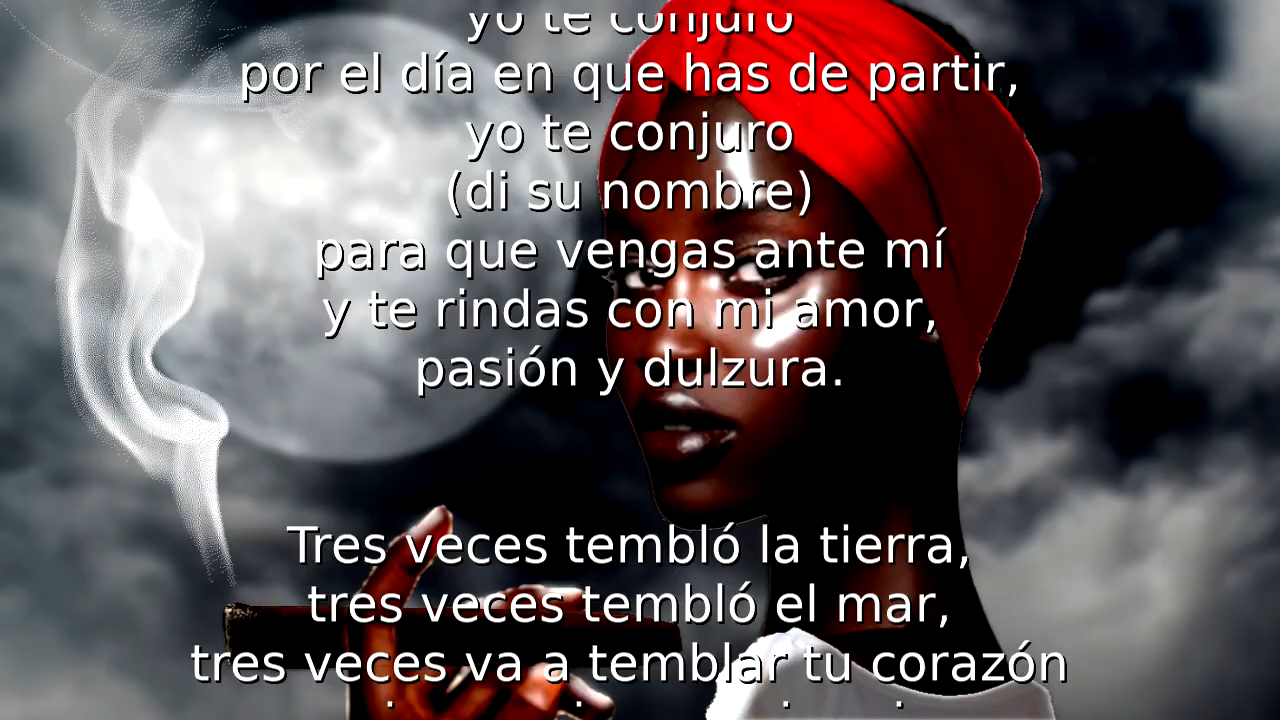 yo te conjuro
por el día en que has de partir,
yo te conjuro
(di su nombre)
para que vengas ante mí
y te rindas con mi amor,
pasión y dulzura.
Tres veces tembló la tierra,
tres veces tembló el mar,
tres veces va a temblar tu corazón